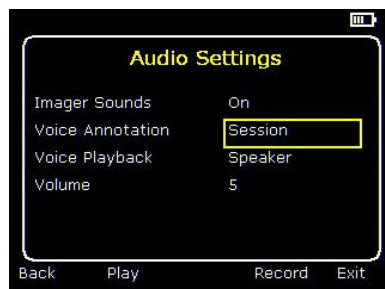 Audio Settings
Imager Sounds On
Voice Annotation Session
Voice Playback Speaker
Volume 5
Back Play Record Exit